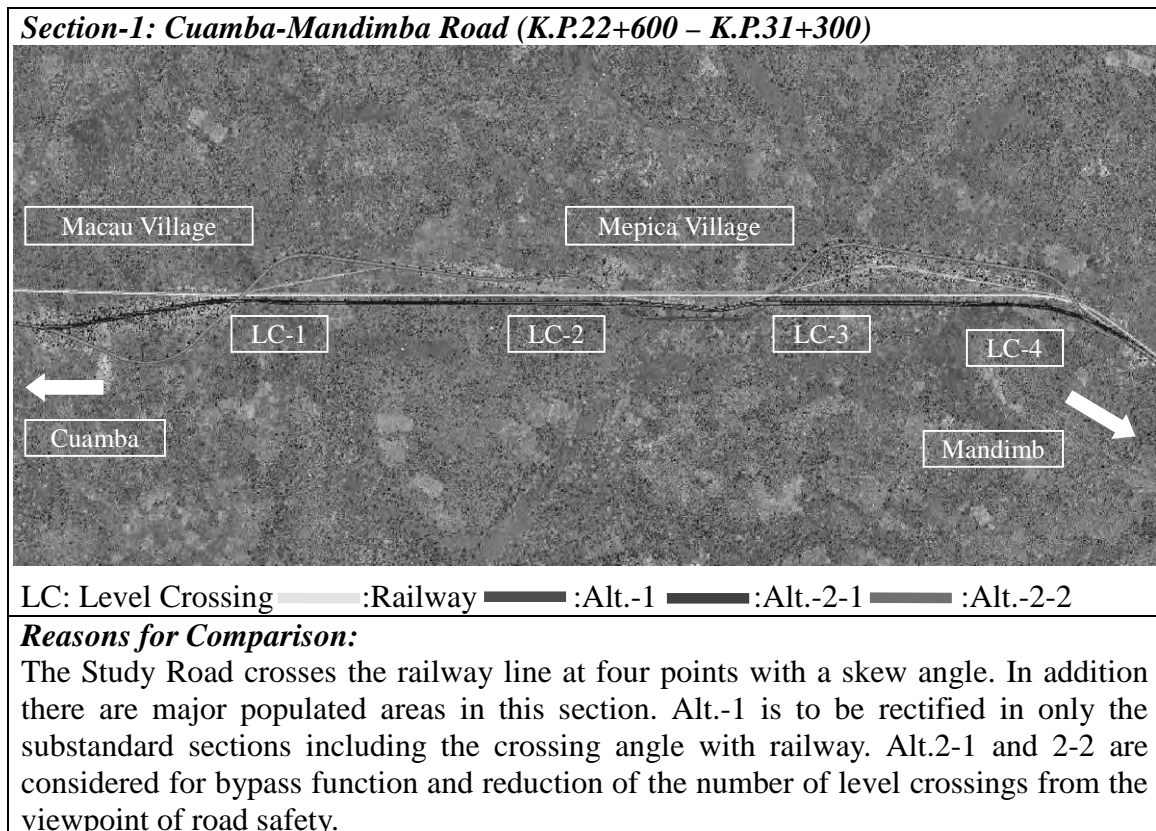 Section-1: Cuamba-Mandimba Road (K.P.22+600 – K.P.31+300)
Macau Village
Mepica Village
LC-1
LC-2
LC-3
LC-4
Cuamba
Mandimb
LC: Level Crossing :Railway :Alt.-1 :Alt.-2-1 :Alt.-2-2
Reasons for Comparison:
The Study Road crosses the railway line at four points with a skew angle. In addition
there are major populated areas in this section. Alt.-1 is to be rectified in only the
substandard sections including the crossing angle with railway. Alt.2-1 and 2-2 are
considered for bypass function and reduction of the number of level crossings from the
viewpoint of road safety.